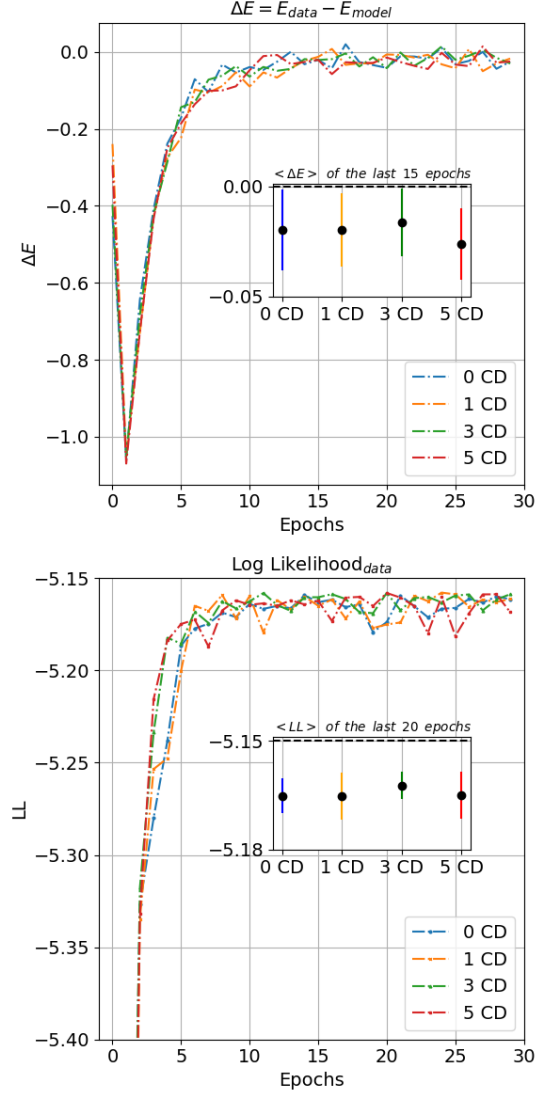 ΔE = E_data − E_model
0.0
−0.2
−0.4
−0.6
−0.8
−1.0
ΔE
<ΔE> of the last 15 epochs
0.00
−0.05
0 CD 1 CD 3 CD 5 CD
0 CD
1 CD
3 CD
5 CD
0 5 10 15 20 25 30
Epochs
Log Likelihood_data
−5.15
−5.20
−5.25
−5.30
−5.35
−5.40
LL
<LL> of the last 20 epochs
−5.15
−5.18
0 CD 1 CD 3 CD 5 CD
0 CD
1 CD
3 CD
5 CD
0 5 10 15 20 25 30
Epochs